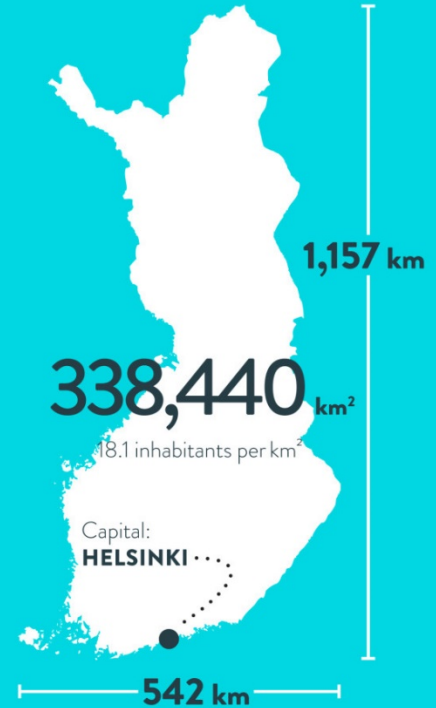 1,157 km
338,440 km²
18.1 inhabitants per km²
Capital:
HELSINKI
542 km